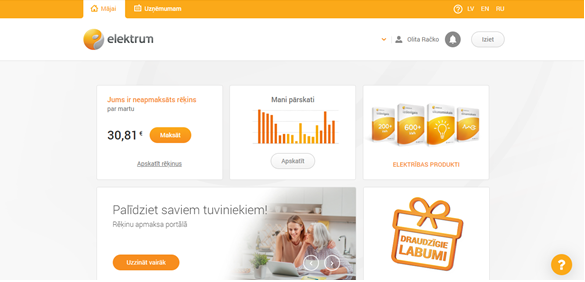 Mājai
Uzņēmumam
LV EN RU
elektrum
Olita Račko
Iziet
Jums ir neapmaksāts rēķins
par martu
30,81 €
Maksāt
Apskatīt rēķinus
Mani pārskati
Apskatīt
200+
600+
ELEKTRĪBAS PRODUKTI
Palīdziet saviem tuviniekiem!
Rēķinu apmaksa portālā
Uzzināt vairāk
DRAUDZĪGIE
LABUMI
?